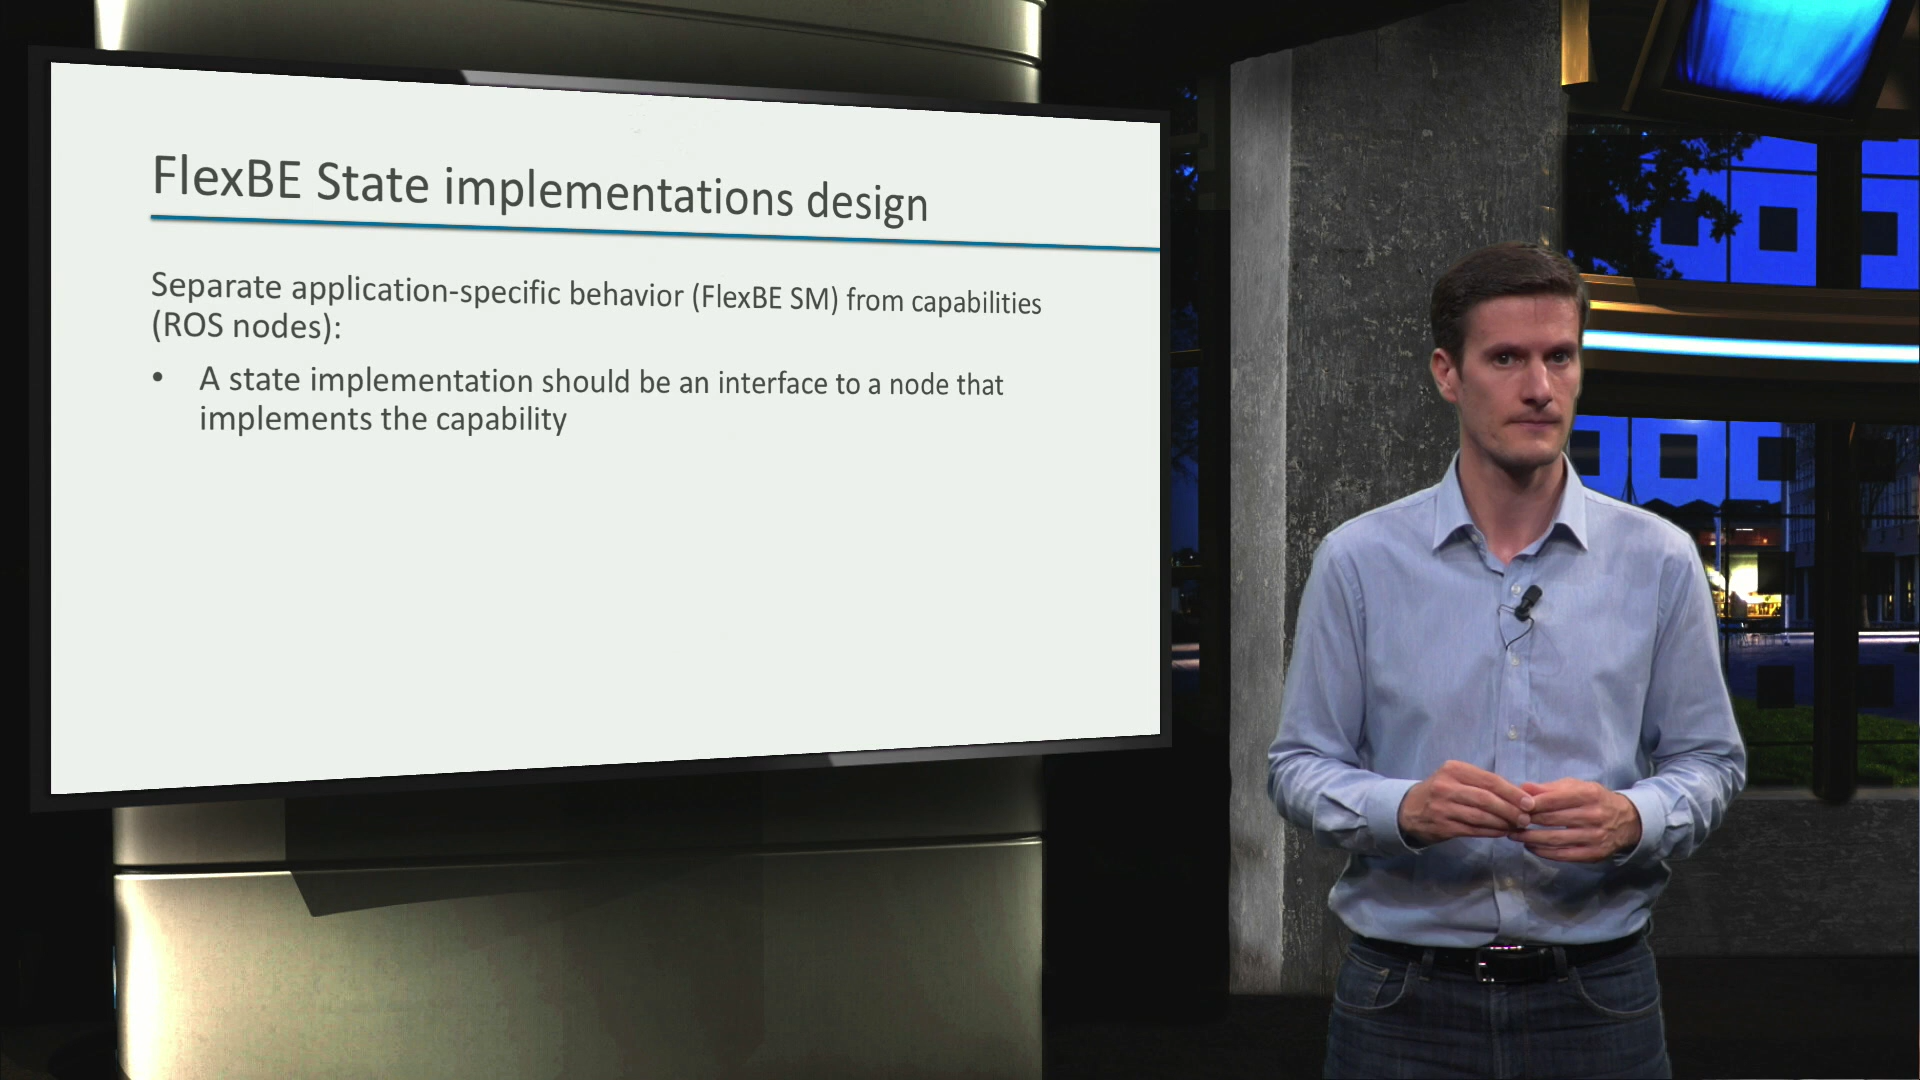 FlexBE State implementations design
Separate application-specific behavior (FlexBE SM) from capabilities
(ROS nodes):
• A state implementation should be an interface to a node that
implements the capability